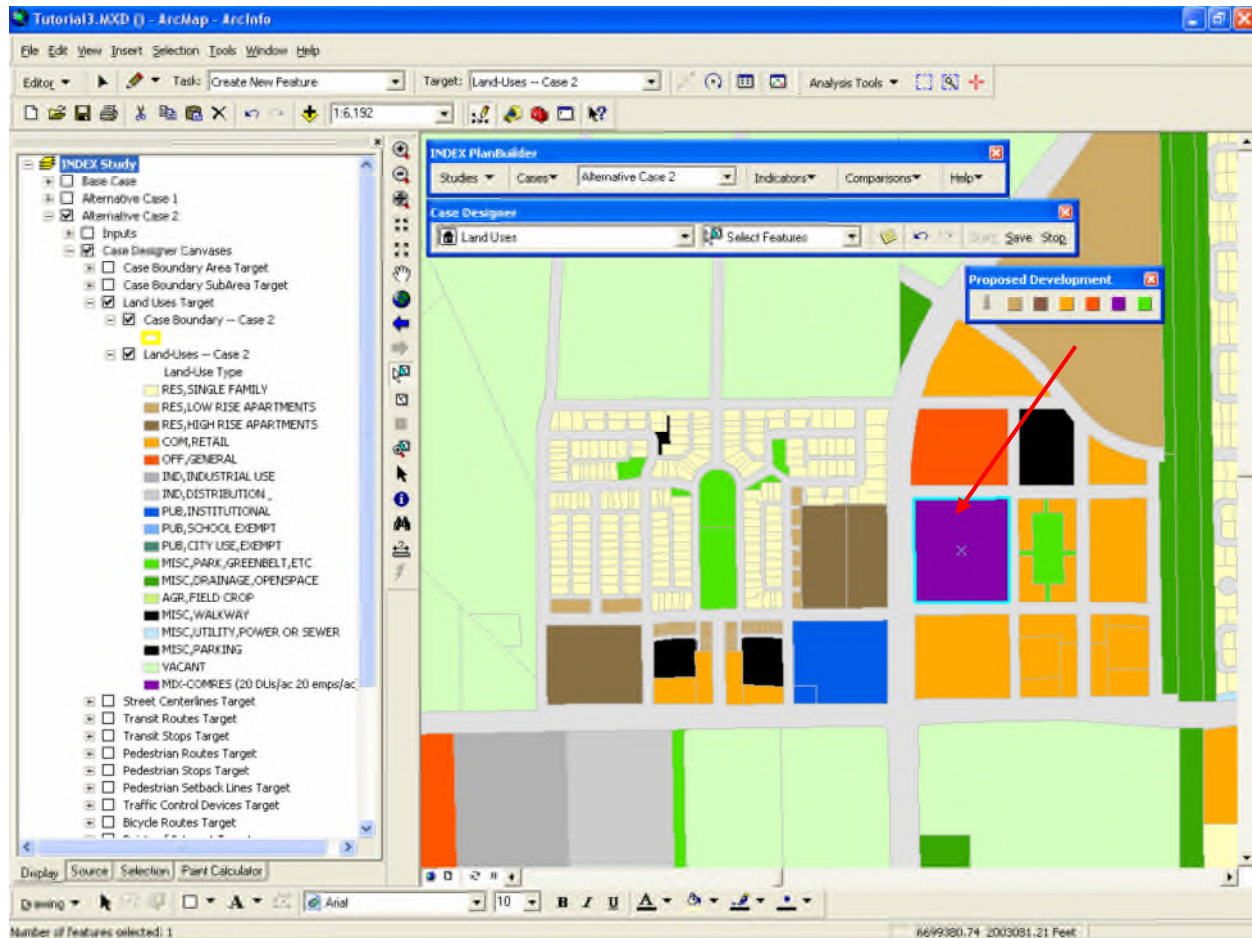 Tutorial3.MXD () - ArcMap - ArcInfo
File Edit View Insert Selection Tools Window Help
Editor Task: Create New Feature Target: Land-Uses -- Case 2 Analysis Tools
1:6,192
INDEX PlanBuilder
Studies Cases Alternative Case 2 Indicators Comparisons Help
Case Designer
Land Uses Select Features Start Save Stop
Proposed Development
INDEX Study
Base Case
Alternative Case 1
Alternative Case 2
Inputs
Case Designer Canvases
Case Boundary Area Target
Case Boundary SubArea Target
Land Uses Target
Case Boundary -- Case 2
Land-Uses -- Case 2
Land-Use Type
RES,SINGLE FAMILY
RES,LOW RISE APARTMENTS
RES,HIGH RISE APARTMENTS
COM,RETAIL
OFF,GENERAL
IND,INDUSTRIAL USE
IND,DISTRIBUTION _
PUB,INSTITUTIONAL
PUB,SCHOOL EXEMPT
PUB,CITY USE,EXEMPT
MISC,PARK,GREENBELT,ETC
MISC,DRAINAGE,OPENSPACE
AGR,FIELD CROP
MISC,WALKWAY
MISC,UTILITY,POWER OR SEWER
MISC,PARKING
VACANT
MIX-COMRES (20 DUs/ac 20 emps/ac
Street Centerlines Target
Transit Routes Target
Transit Stops Target
Pedestrian Routes Target
Pedestrian Stops Target
Pedestrian Setback Lines Target
Traffic Control Devices Target
Bicycle Routes Target
Display Source Selection Paint Calculator
Drawing A Arial 10 B I U A
Number of features selected: 1 6699380.74 2003081.21 Feet